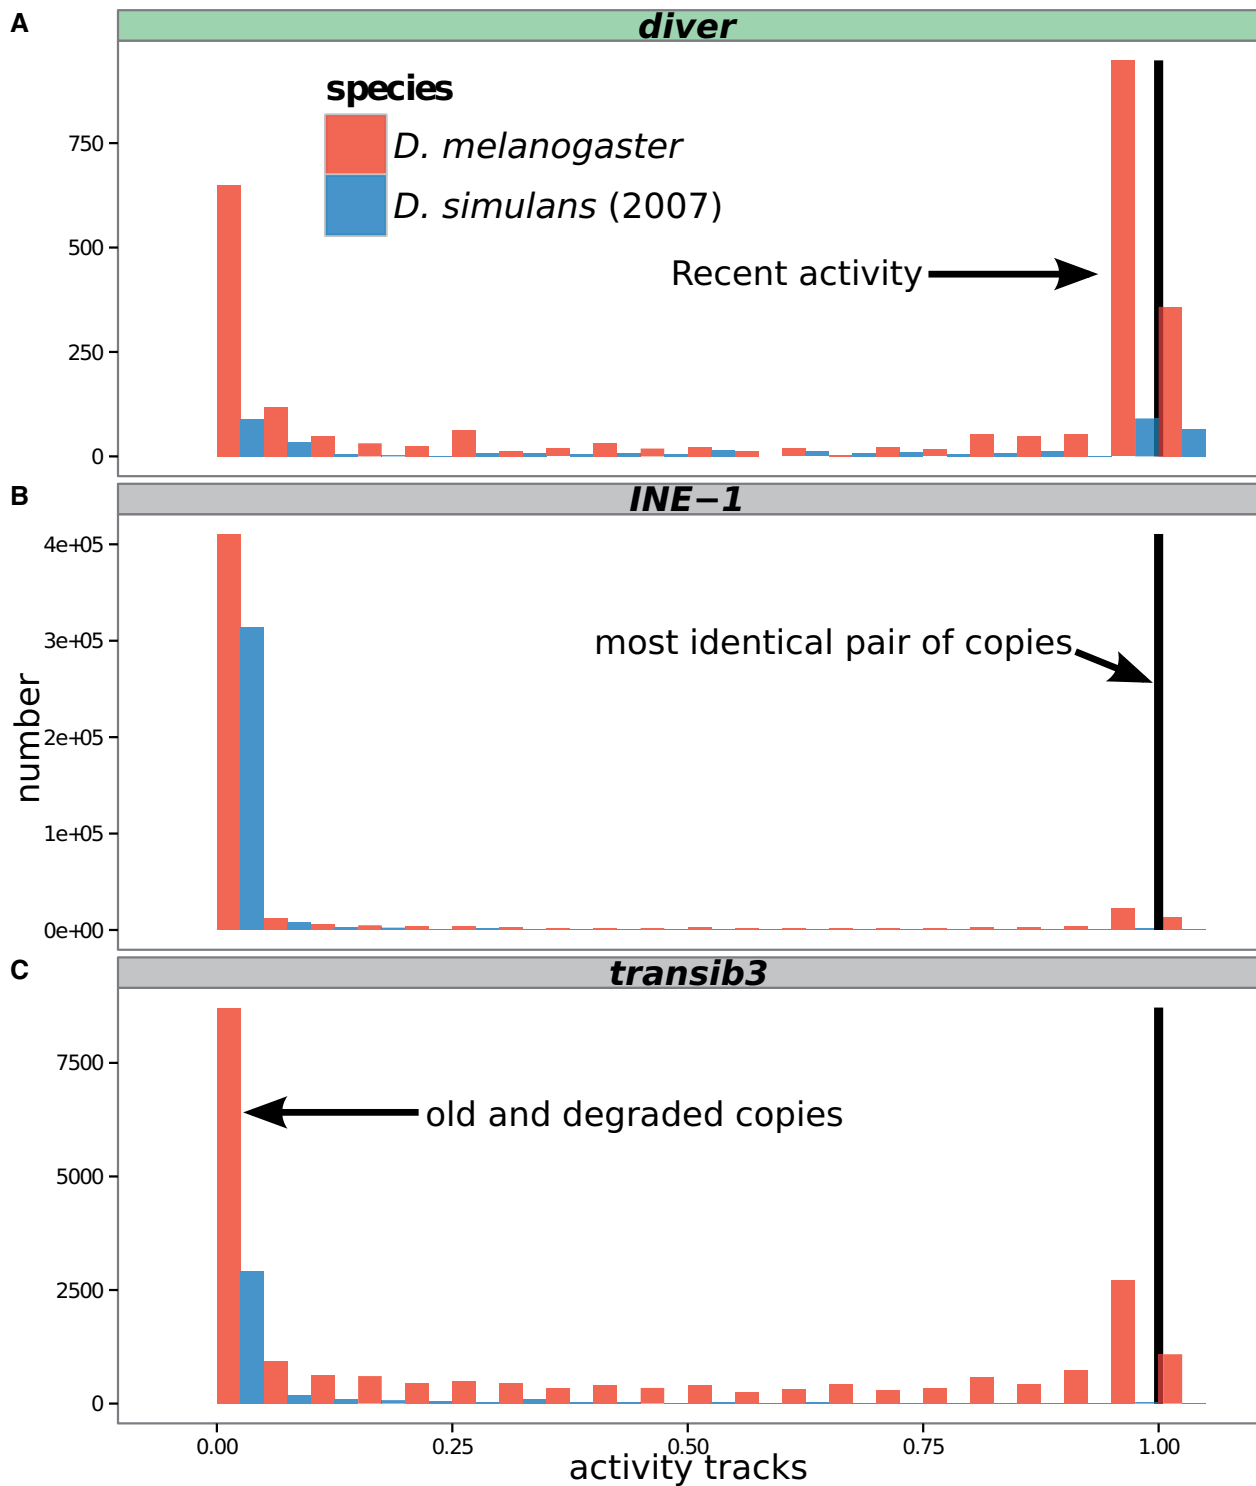 A
diver
species
D. melanogaster
D. simulans (2007)
750
500
250
0
Recent activity
B
INE−1
4e+05
3e+05
2e+05
1e+05
0e+00
most identical pair of copies
number
C
transib3
7500
5000
2500
0
old and degraded copies
0.00 0.25 0.50 0.75 1.00
activity tracks